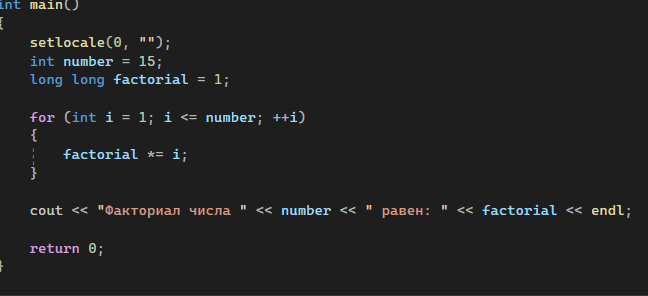 int main()
{
setlocale(0, "");
int number = 15;
long long factorial = 1;
for (int i = 1; i <= number; ++i)
{
factorial *= i;
}
cout << "Факториал числа " << number << " равен: " << factorial << endl;
return 0;
}